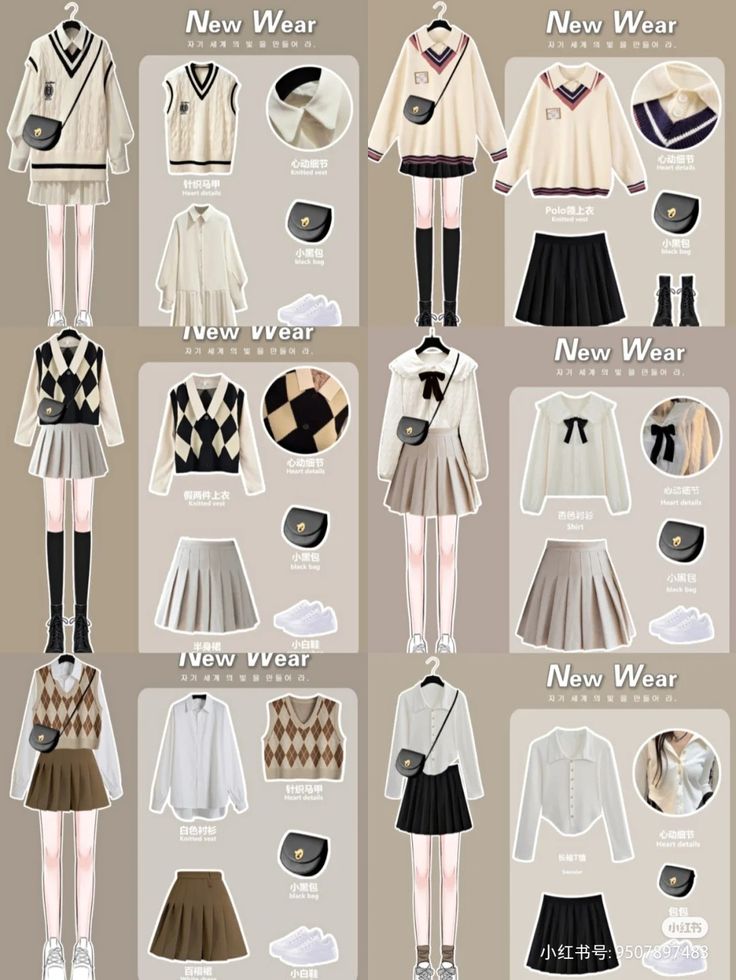 New Wear
자기 세계의 빛을 만들어 라.
心动细节
Knitted vest
针织马甲
Heart details
小黑包
black bag
New Wear
자기 세계의 빛을 만들어 라.
心动细节
Heart details
Polo领上衣
Knitted vest
小黑包
black bag
New Wear
자기 세계의 빛을 만들어 라.
心动细节
Heart details
假两件上衣
Knitted vest
小黑包
black bag
半身裙
小白鞋
New Wear
자기 세계의 빛을 만들어 라.
心动细节
Heart details
百色衬衫
Shirt
小黑包
black bag
New Wear
자기 세계의 빛을 만들어 라.
针织马甲
Heart details
白色衬衫
Knitted vest
小黑包
black bag
百褶裙
小白鞋
New Wear
자기 세계의 빛을 만들어 라.
心动细节
Heart details
长袖T恤
包包
小红书
小红书号:9507897483